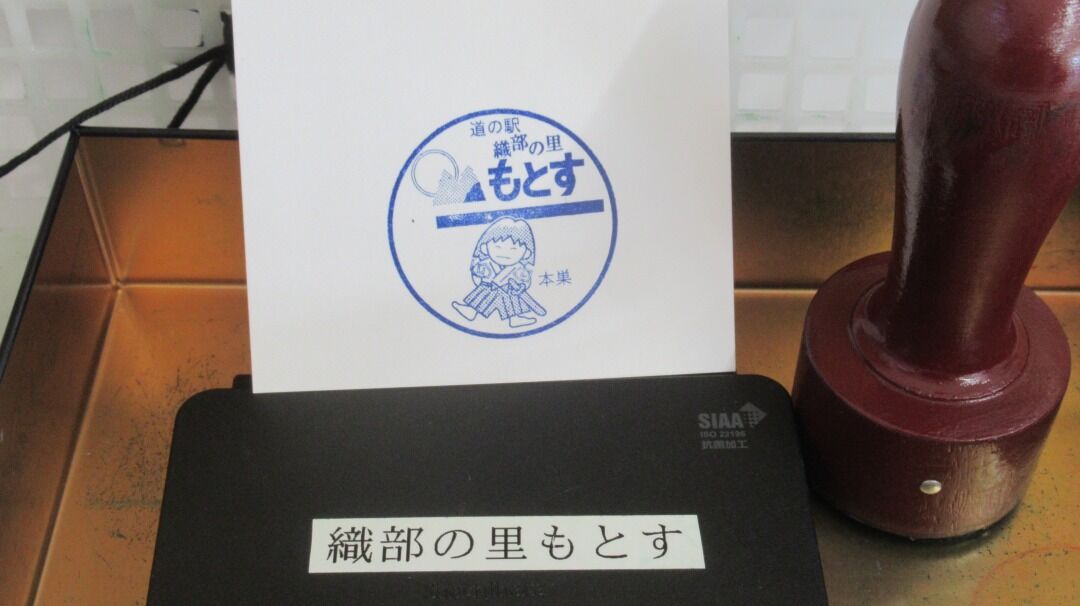 道の駅
織部の里
もとす
本巣
SIAA
ISO 22196
抗菌加工
織部の里もとす